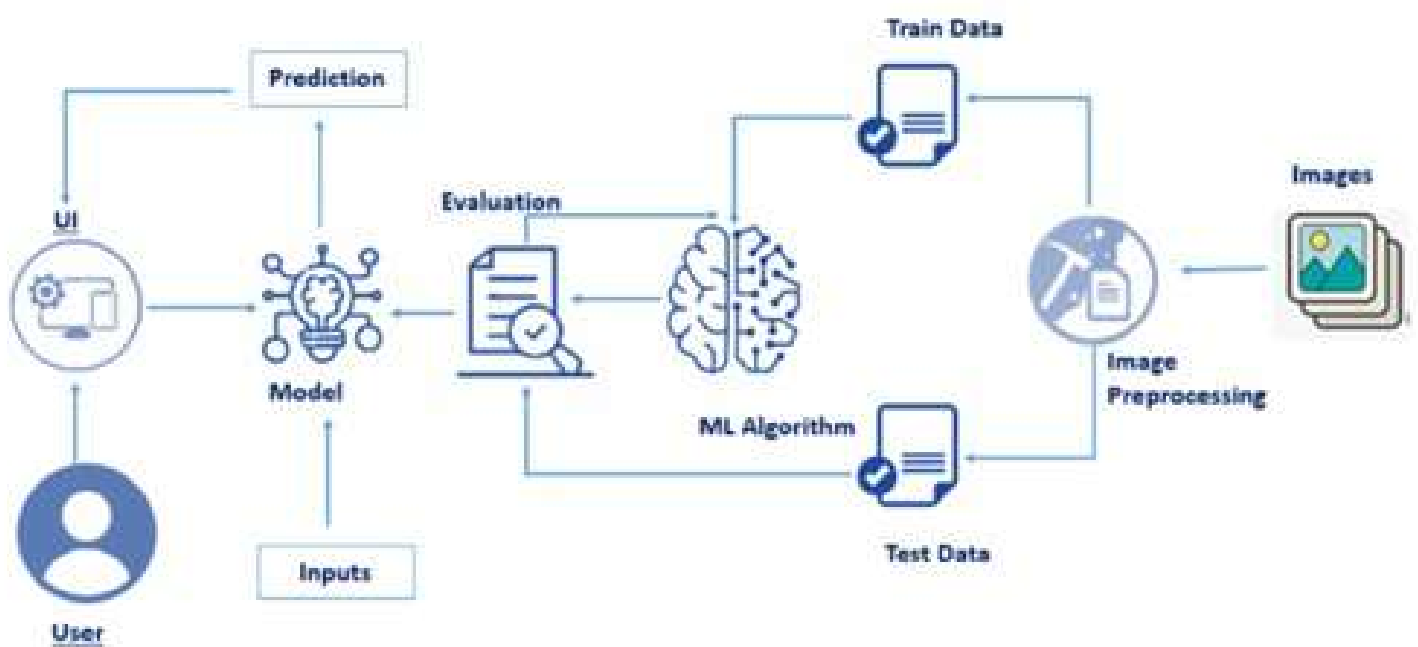 Train Data
Prediction
Images
Evaluation
UI
Image
Preprocessing
Model
ML Algorithm
Test Data
Inputs
User